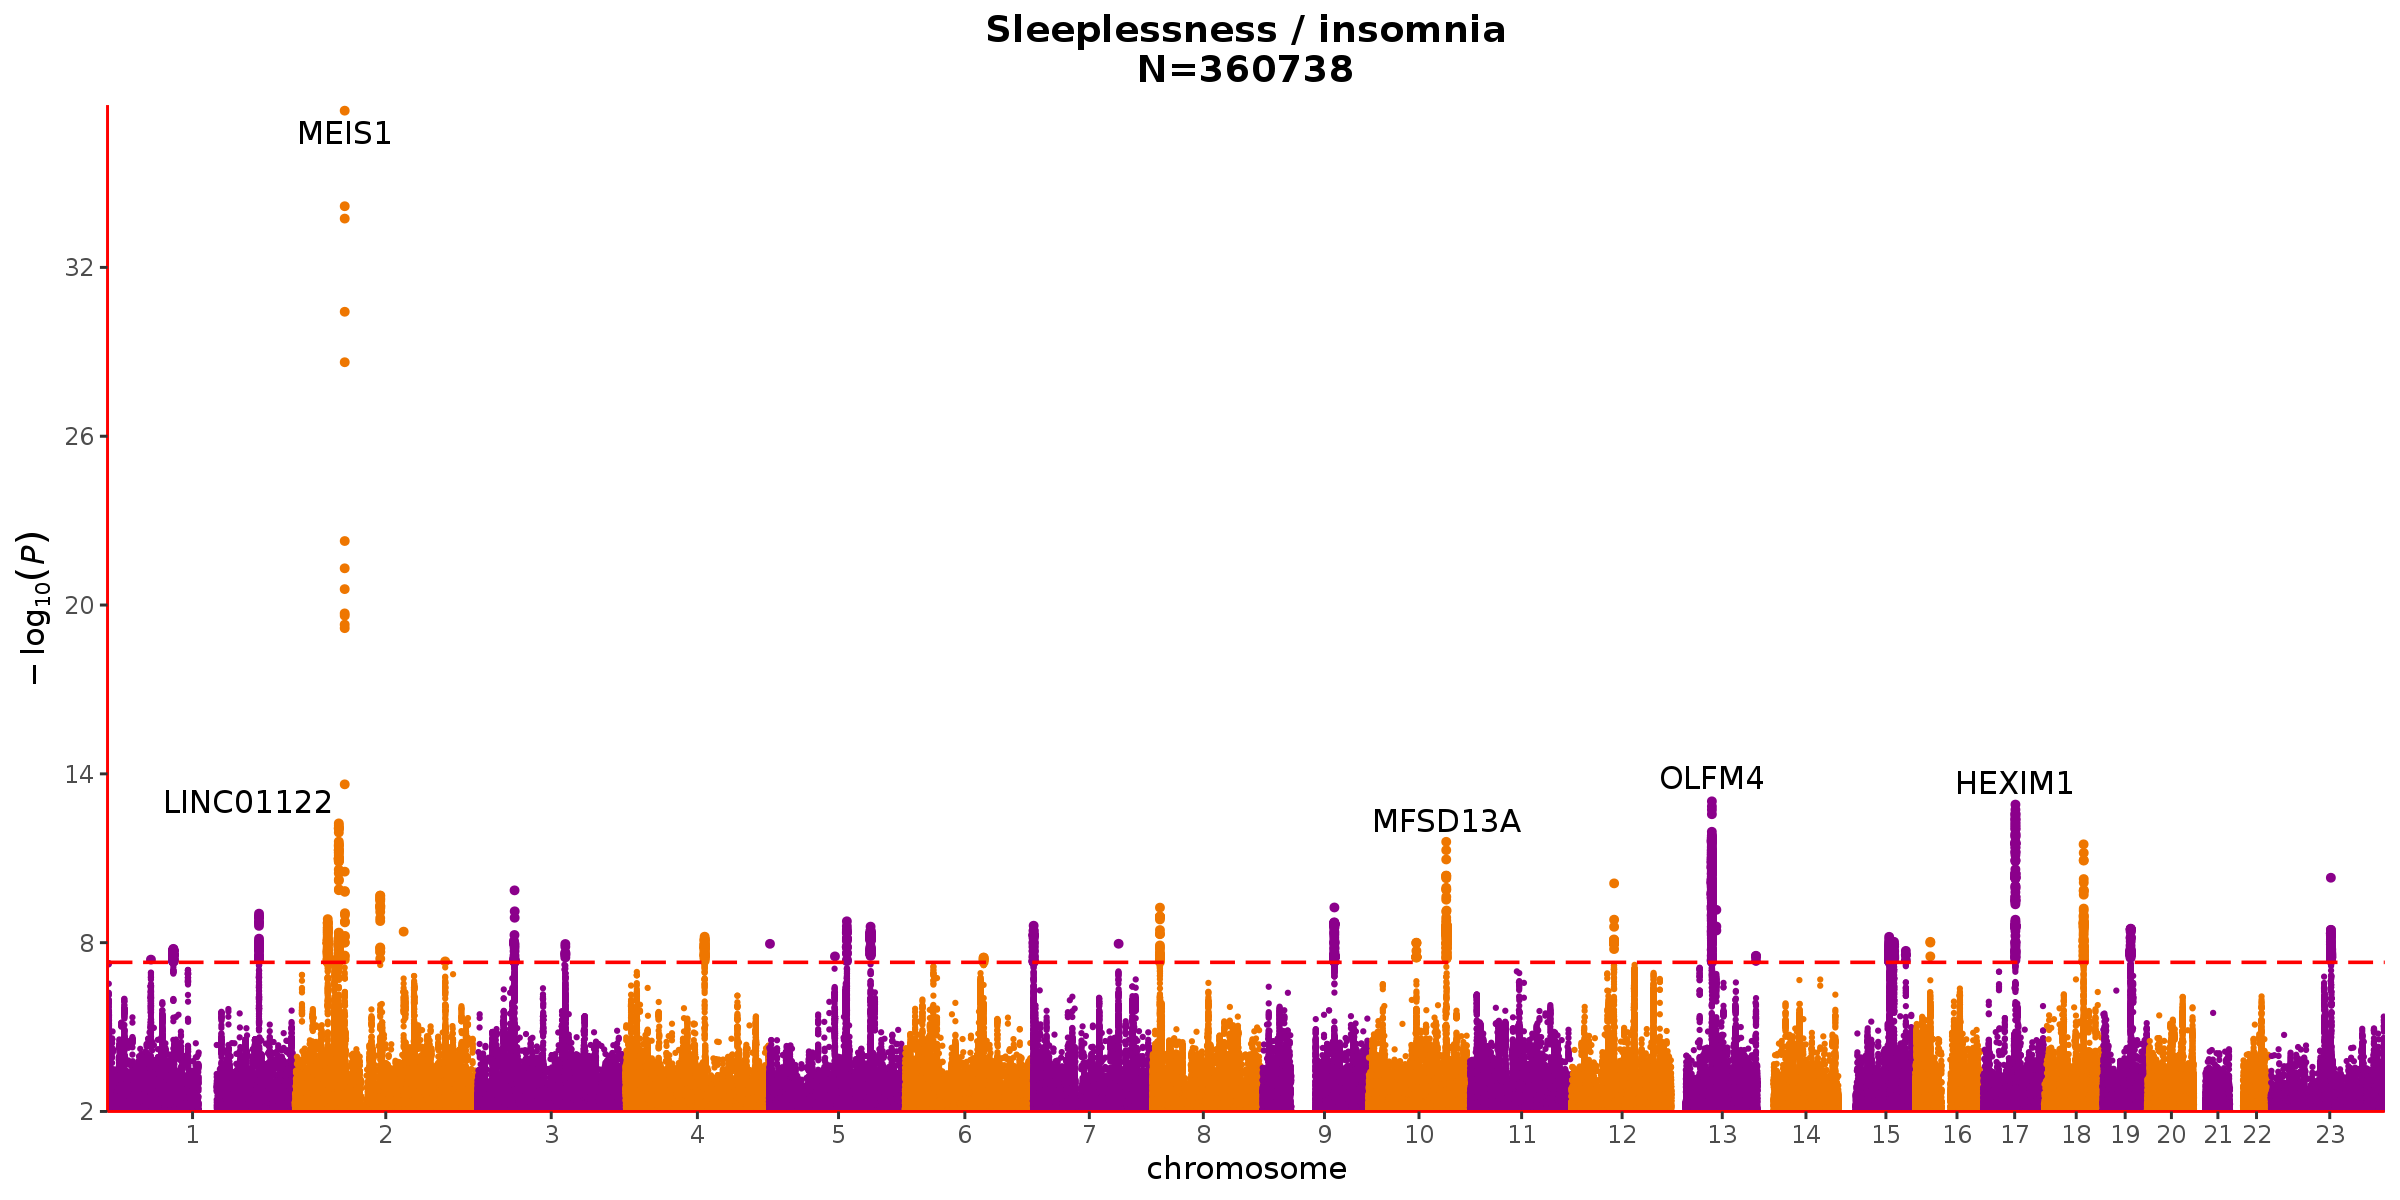 Sleeplessness / insomnia
N=360738
MEIS1
32
26
−log₁₀(P)
20
14
LINC01122
OLFM4
HEXIM1
MFSD13A
8
2
1 2 3 4 5 6 7 8 9 10 11 12 13 14 15 16 17 18 19 20 21 22 23
chromosome